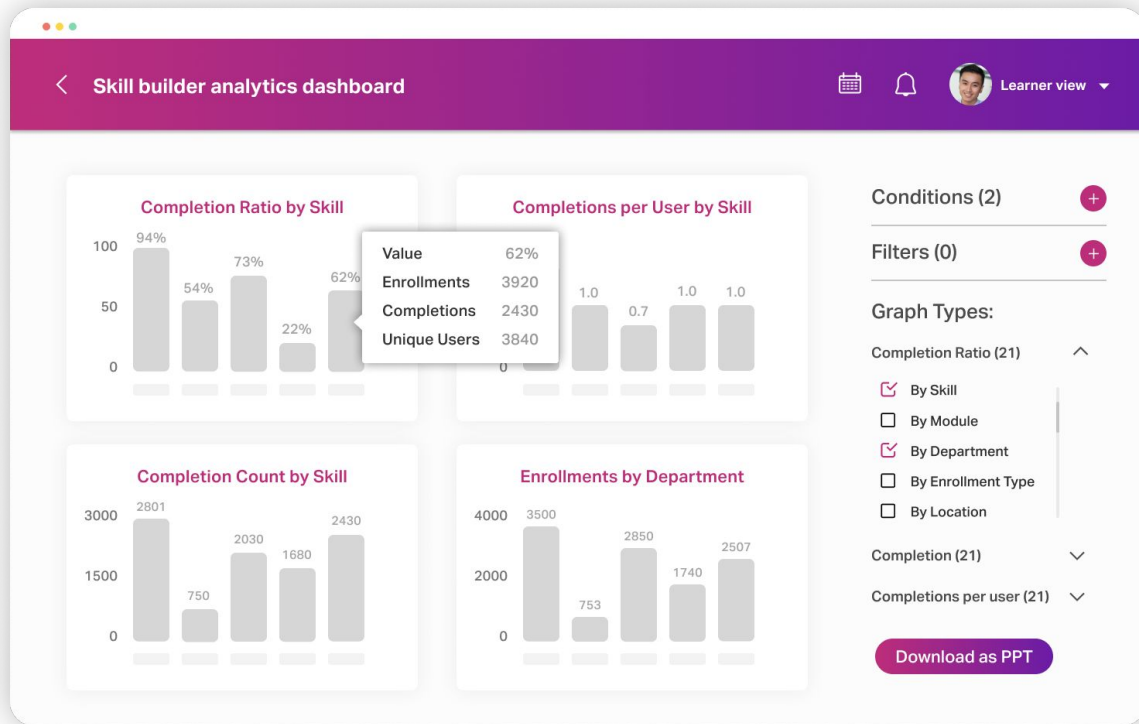 Skill builder analytics dashboard
Learner view
Completion Ratio by Skill
100
50
0
94%
54%
73%
22%
62%
Value 62%
Enrollments 3920
Completions 2430
Unique Users 3840
Completions per User by Skill
0
1.0
0.7
1.0
1.0
Completion Count by Skill
3000
1500
0
2801
750
2030
1680
2430
Enrollments by Department
4000
2000
0
3500
753
2850
1740
2507
Conditions (2)
Filters (0)
Graph Types:
Completion Ratio (21)
By Skill
By Module
By Department
By Enrollment Type
By Location
Completion (21)
Completions per user (21)
Download as PPT